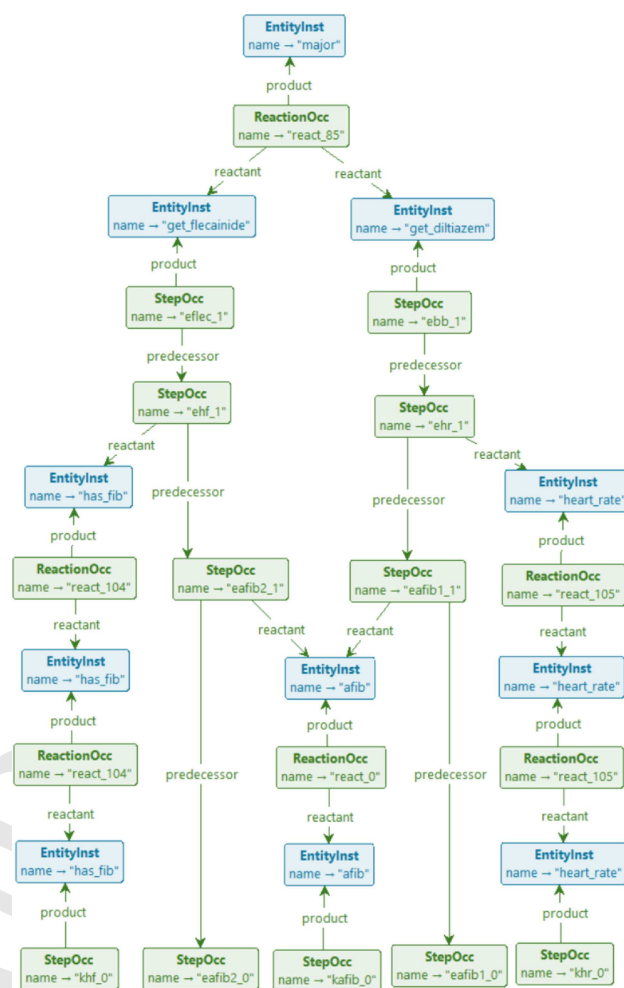 EntityInst
name → "major"
product
ReactionOcc
name → "react_85"
reactant
reactant
EntityInst
name → "get_flecainide"
EntityInst
name → "get_diltiazem"
product
product
StepOcc
name → "eflec_1"
StepOcc
name → "ebb_1"
predecessor
predecessor
StepOcc
name → "ehf_1"
StepOcc
name → "ehr_1"
reactant
reactant
EntityInst
name → "has_fib"
EntityInst
name → "heart_rate"
predecessor
predecessor
product
product
ReactionOcc
name → "react_104"
StepOcc
name → "eafib2_1"
StepOcc
name → "eafib1_1"
ReactionOcc
name → "react_105"
reactant
reactant
reactant
reactant
EntityInst
name → "has_fib"
EntityInst
name → "afib"
EntityInst
name → "heart_rate"
product
product
product
ReactionOcc
name → "react_104"
predecessor
ReactionOcc
name → "react_0"
predecessor
ReactionOcc
name → "react_105"
reactant
reactant
reactant
EntityInst
name → "has_fib"
EntityInst
name → "afib"
EntityInst
name → "heart_rate"
product
product
product
StepOcc
name → "khf_0"
StepOcc
name → "eafib2_0"
StepOcc
name → "kafib_0"
StepOcc
name → "eafib1_0"
StepOcc
name → "khr_0"